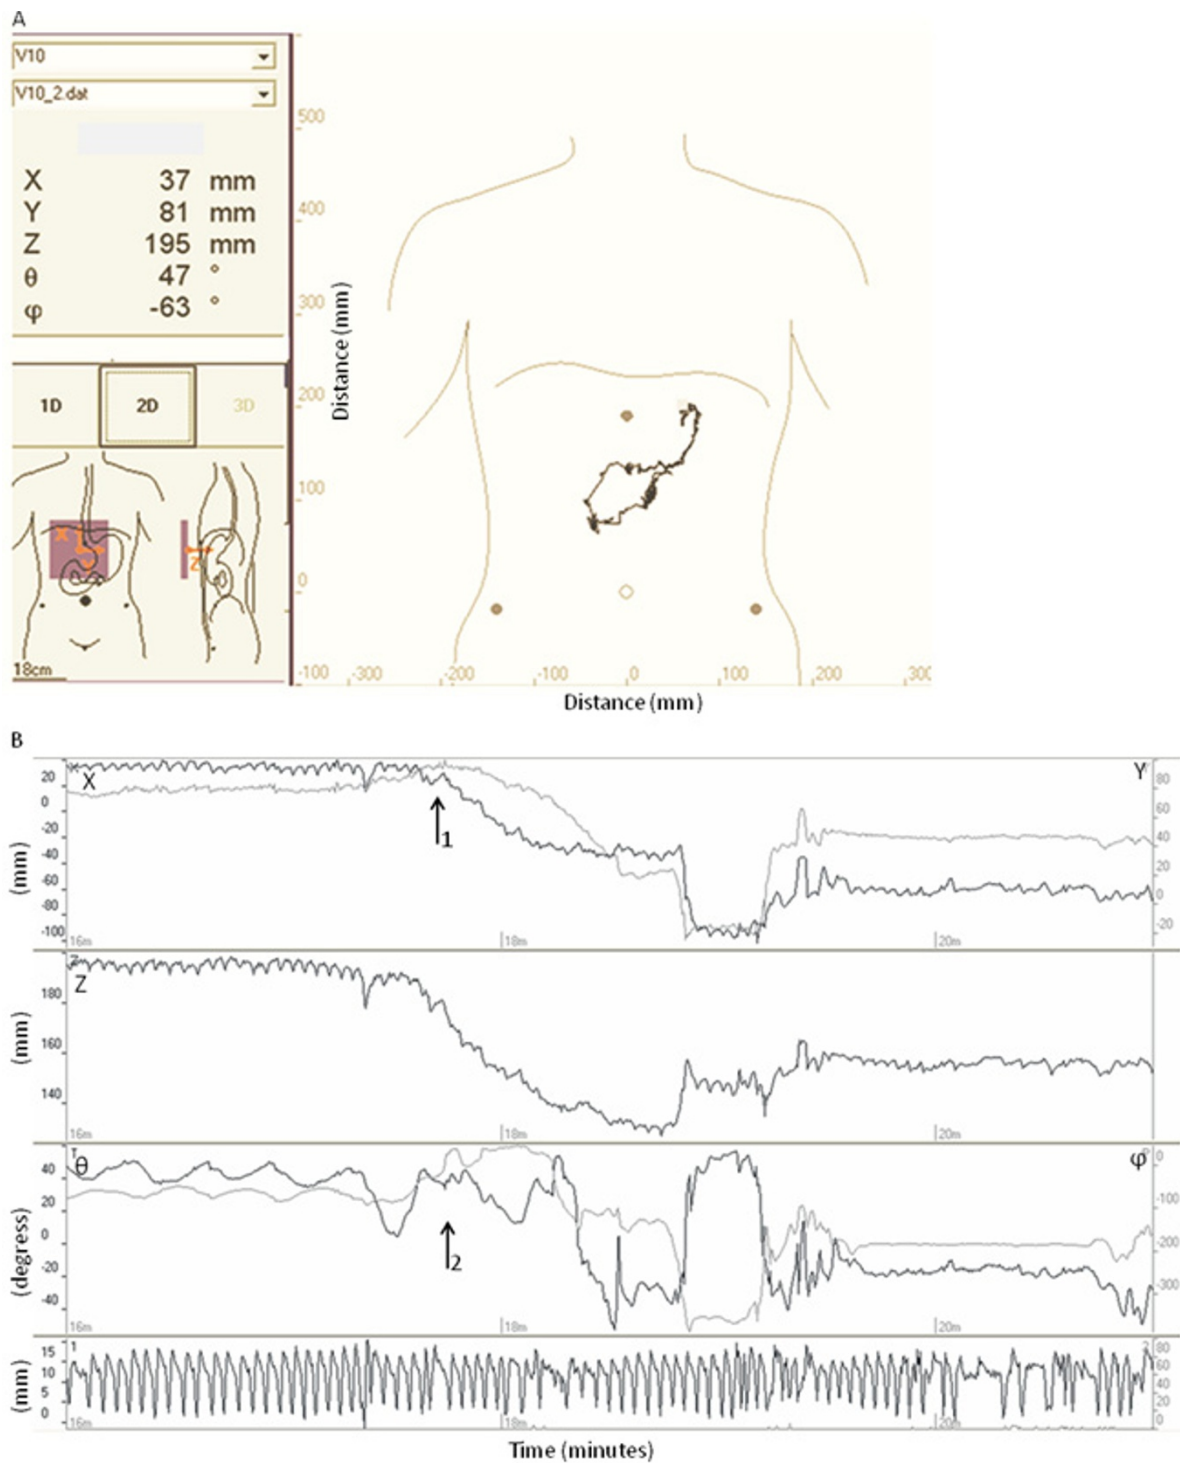 A
V10
V10_2.dat
X 37 mm
Y 81 mm
Z 195 mm
θ 47 °
φ -63 °
1D 2D 3D
X
Y
Z
18cm
500
400
300
200
100
0
-100
Distance (mm)
-300 -200 -100 0 100 200 300
Distance (mm)
B
X Y
20
0
-20
-40
-60
-80
-100
(mm)
80
60
40
20
0
-20
1
16m 18m 20m
Z
Z
180
160
140
(mm)
16m 18m 20m
θ φ
40
20
0
-20
-40
(degress)
0
-100
-200
-300
2
16m 18m 20m
1
15
10
5
0
(mm)
80
60
40
20
0
16m 18m 20m
Time (minutes)